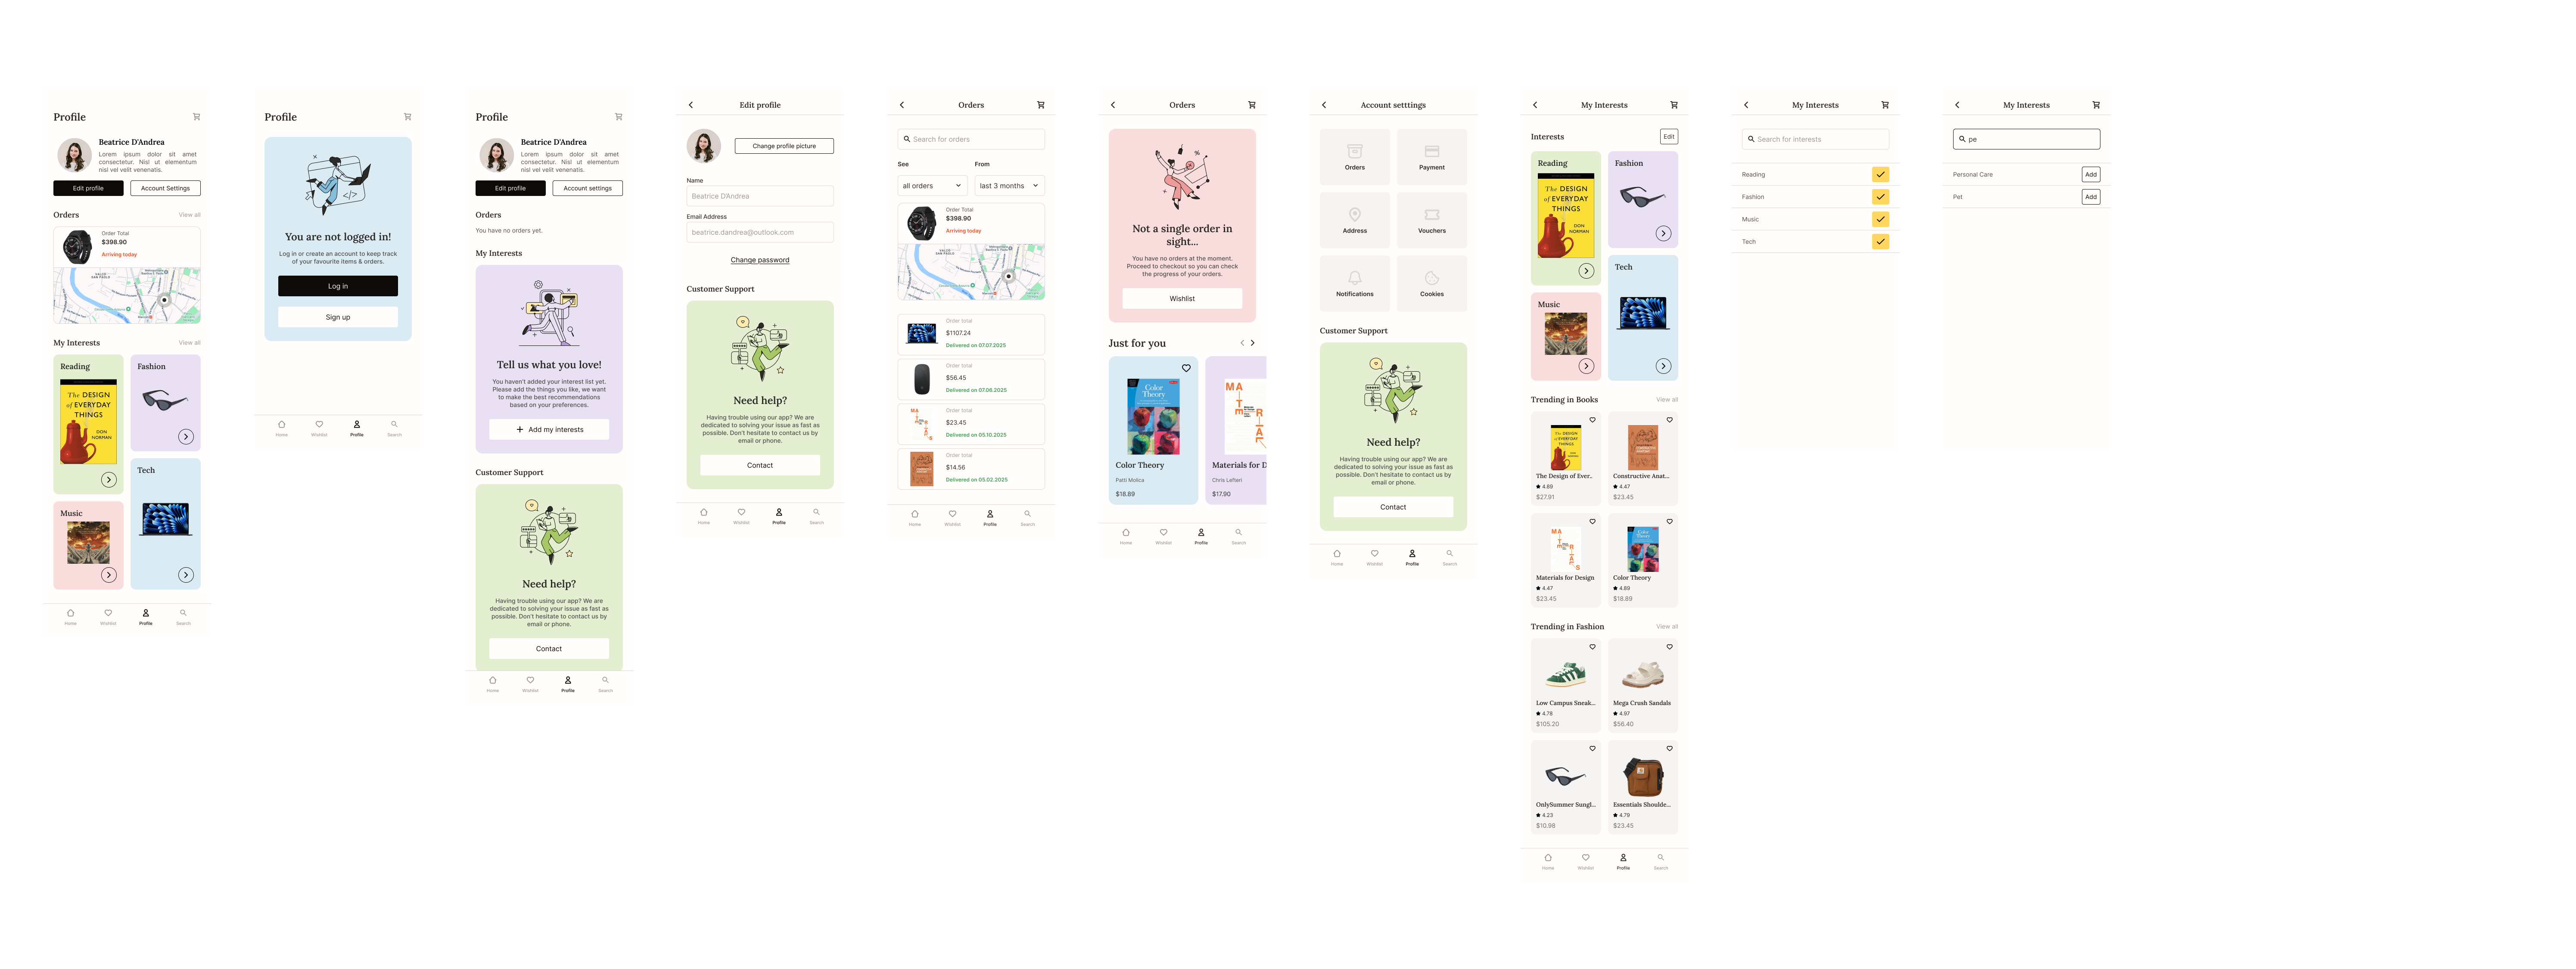 Profile
Beatrice D'Andrea
Lorem ipsum dolor sit amet
consectetur. Nisl ut elementum
nisl vel velit venenatis.
Edit profile
Account Settings
Orders
View all
Order Total
$398.90
Arriving today
My Interests
View all
Reading
The DESIGN
of EVERYDAY
THINGS
DON
NORMAN
Fashion
Tech
Music
Home
Wishlist
Profile
Search
Profile
You are not logged in!
Log in or create an account to keep track
of your favourite items & orders.
Log in
Sign up
Home
Wishlist
Profile
Search
Profile
Beatrice D'Andrea
Lorem ipsum dolor sit amet
consectetur. Nisl ut elementum
nisl vel velit venenatis.
Edit profile
Account settings
Orders
You have no orders yet.
My Interests
Tell us what you love!
You haven't added your interest list yet.
Please add the things you like, we want
to make the best recommendations
based on your preferences.
Add my interests
Customer Support
Need help?
Having trouble using our app? We are
dedicated to solving your issue as fast as
possible. Don't hesitate to contact us by
email or phone.
Contact
Home
Wishlist
Profile
Search
Edit profile
Change profile picture
Name
Beatrice D'Andrea
Email Address
beatrice.dandrea@outlook.com
Change password
Customer Support
Need help?
Having trouble using our app? We are
dedicated to solving your issue as fast as
possible. Don't hesitate to contact us by
email or phone.
Contact
Home
Wishlist
Profile
Search
Orders
Search for orders
See
From
all orders
last 3 months
Order Total
$398.90
Arriving today
Order total
$1107.24
Delivered on 07.07.2025
Order total
$56.45
Delivered on 07.06.2025
Order total
$23.45
Delivered on 05.10.2025
Order total
$14.56
Delivered on 05.02.2025
Home
Wishlist
Profile
Search
Orders
Not a single order in
sight...
You have no orders at the moment.
Proceed to checkout so you can check
the progress of your orders.
Wishlist
Just for you
Color
Theory
Color Theory
Patti Mollica
$18.89
Materials for D
Chris Lefteri
$17.90
Home
Wishlist
Profile
Search
Account setttings
Orders
Payment
Address
Vouchers
Notifications
Cookies
Customer Support
Need help?
Having trouble using our app? We are
dedicated to solving your issue as fast as
possible. Don't hesitate to contact us by
email or phone.
Contact
Home
Wishlist
Profile
Search
My Interests
Interests
Edit
Reading
The DESIGN
of EVERYDAY
THINGS
DON
NORMAN
Fashion
Tech
Music
Trending in Books
View all
The Design of Ever..
4.89
$27.91
Constructive Anat...
4.47
$23.45
Materials for Design
4.47
$23.45
Color Theory
4.89
$18.89
Trending in Fashion
View all
Low Campus Sneak...
4.78
$105.20
Mega Crush Sandals
4.97
$56.40
OnlySummer Sungl...
4.23
$10.98
Essentials Shoulde...
4.79
$23.45
Home
Wishlist
Profile
Search
My Interests
Search for interests
Reading
Fashion
Music
Tech
My Interests
pe
Personal Care
Add
Pet
Add